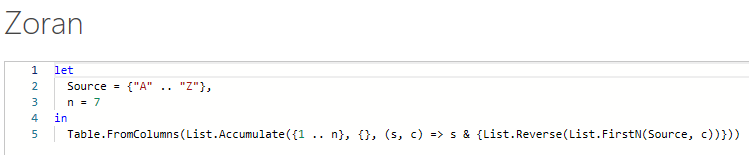 Zoran
1 let
2 Source = {"A" .. "Z"},
3 n = 7
4 in
5 Table.FromColumns(List.Accumulate({1 .. n}, {}, (s, c) => s & {List.Reverse(List.FirstN(Source, c))}))